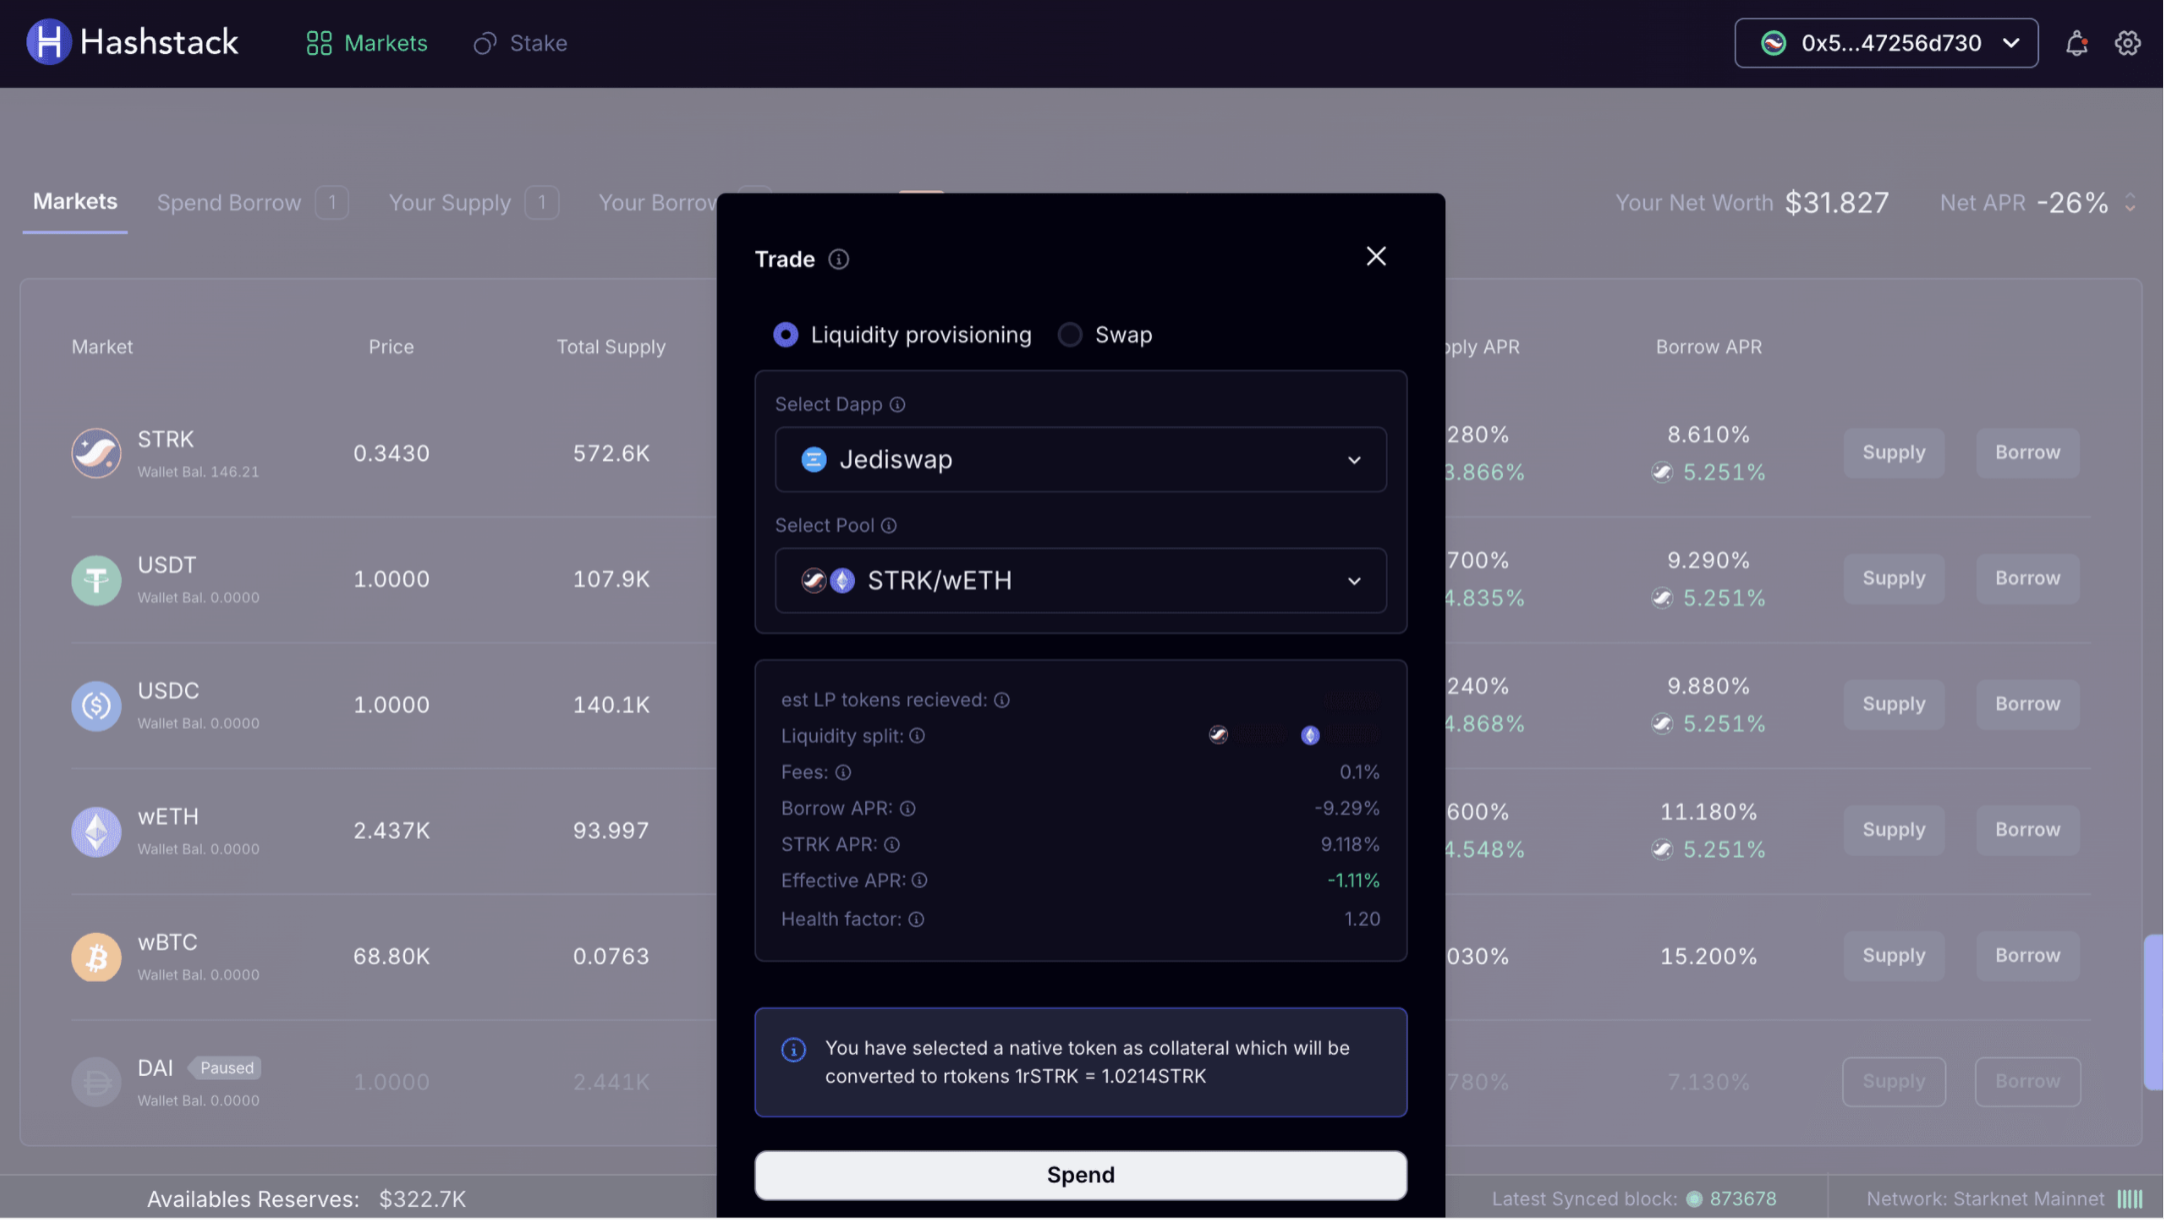 Hashstack
Markets
Stake
0x5...47256d730
Markets
Spend Borrow 1
Your Supply 1
Your Borrow
Your Net Worth $31.827
Net APR -26%
Market Price Total Supply
Borrow APR
STRK
Wallet Bal. 146.21
0.3430
572.6K
280%
3.866%
8.610%
5.251%
Supply
Borrow
USDT
Wallet Bal. 0.0000
1.0000
107.9K
700%
4.835%
9.290%
5.251%
Supply
Borrow
USDC
Wallet Bal. 0.0000
1.0000
140.1K
240%
4.868%
9.880%
5.251%
Supply
Borrow
wETH
Wallet Bal. 0.0000
2.437K
93.997
600%
4.548%
11.180%
5.251%
Supply
Borrow
wBTC
Wallet Bal. 0.0000
68.80K
0.0763
030%
15.200%
Supply
Borrow
DAI Paused
Wallet Bal. 0.0000
1.0000
2.441K
780%
7.130%
Supply
Borrow
Trade
Liquidity provisioning
Swap
Select Dapp
Jediswap
Select Pool
STRK/wETH
est LP tokens recieved:
Liquidity split:
Fees: 0.1%
Borrow APR: -9.29%
STRK APR: 9.118%
Effective APR: -1.11%
Health factor: 1.20
You have selected a native token as collateral which will be
converted to rtokens 1rSTRK = 1.0214STRK
Spend
Availables Reserves: $322.7K
Latest Synced block: 873678
Network: Starknet Mainnet